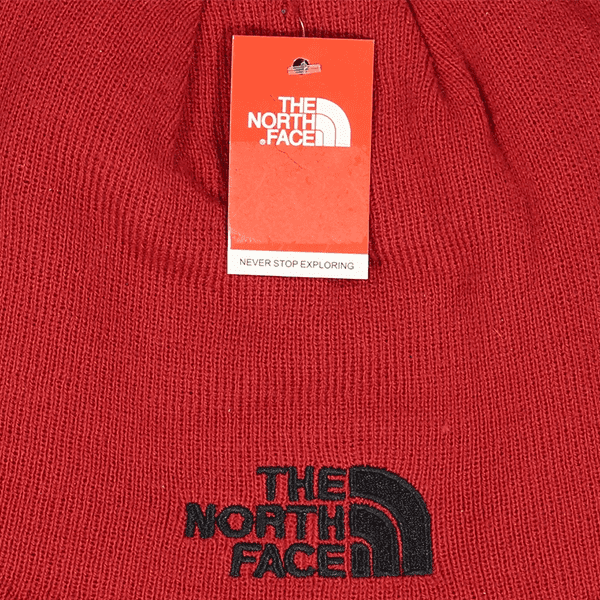 THE
NORTH
FACE
®
NEVER STOP EXPLORING
THE
NORTH
FACE